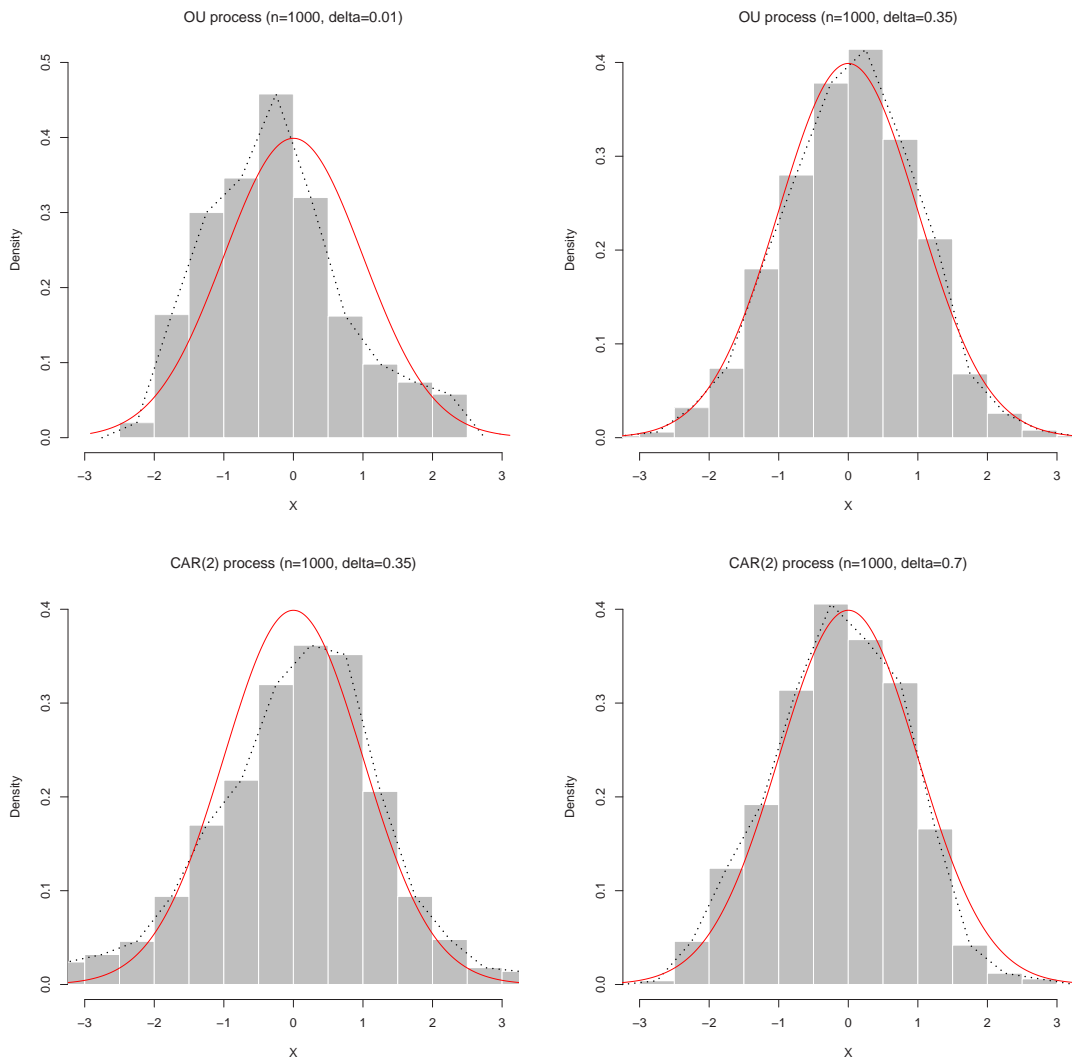 OU process (n=1000, delta=0.01)
Density
0.0 0.1 0.2 0.3 0.4 0.5
−3 −2 −1 0 1 2 3
X
OU process (n=1000, delta=0.35)
Density
0.0 0.1 0.2 0.3 0.4
−3 −2 −1 0 1 2 3
X
CAR(2) process (n=1000, delta=0.35)
Density
0.0 0.1 0.2 0.3 0.4
−3 −2 −1 0 1 2 3
X
CAR(2) process (n=1000, delta=0.7)
Density
0.0 0.1 0.2 0.3 0.4
−3 −2 −1 0 1 2 3
X